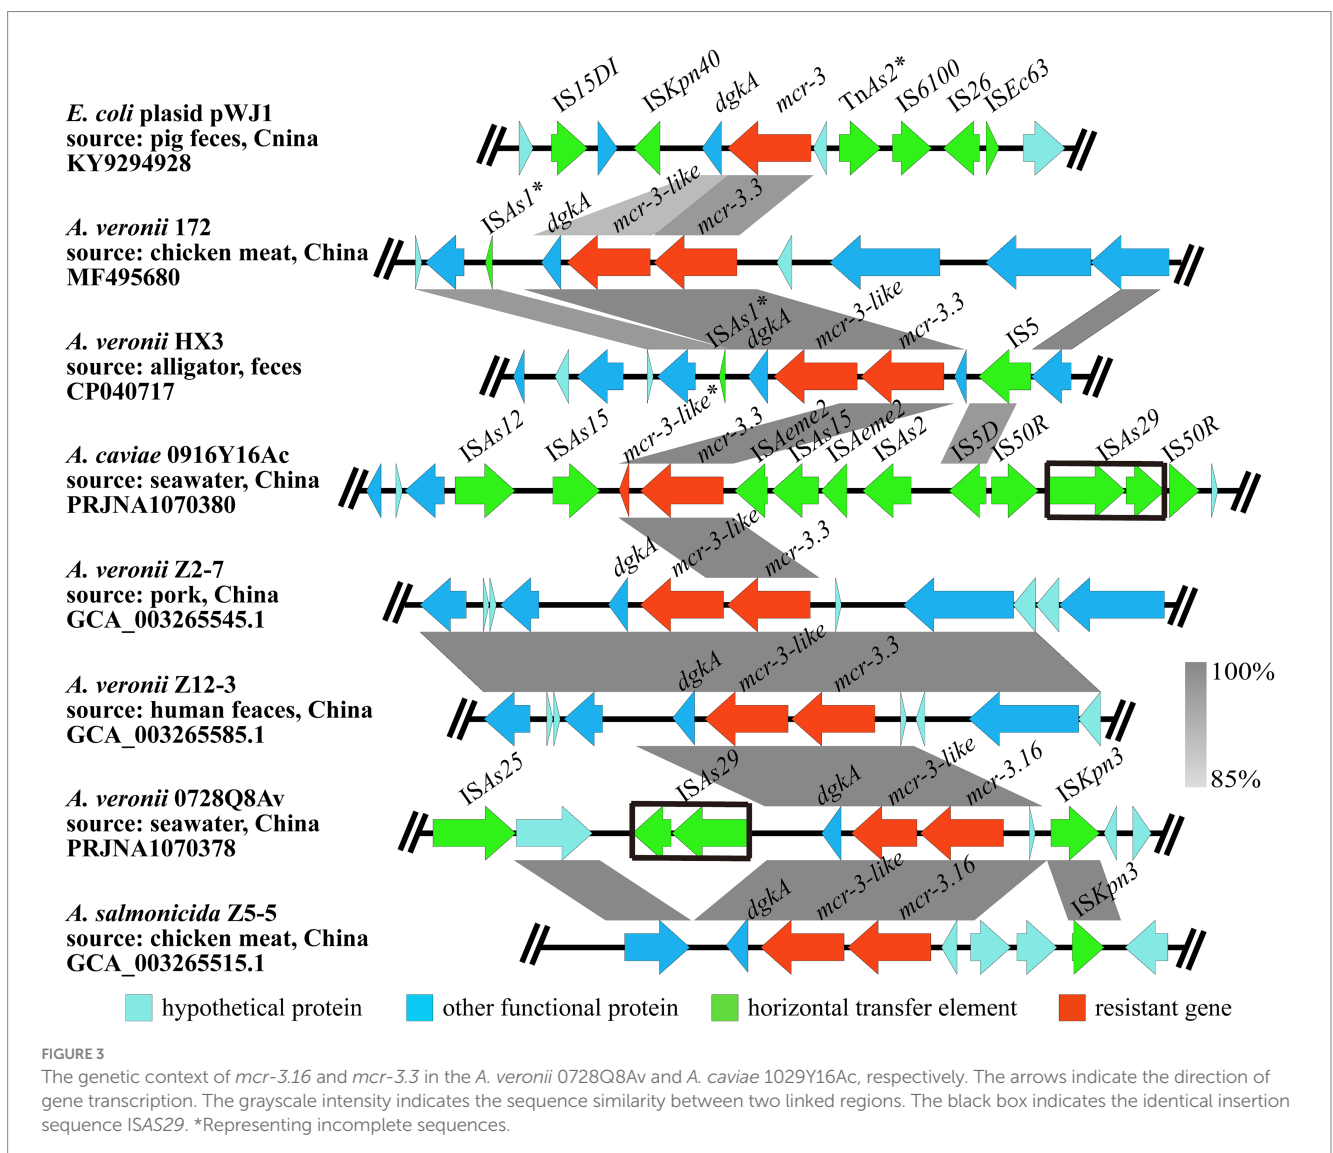 IS15DI ISKpn40 dgkA mcr-3 TnAs2* IS6100 IS26 ISEc63
E. coli plasid pWJ1
source: pig feces, Cnina
KY9294928
ISAs1* dgkA mcr-3-like mcr-3.3
A. veronii 172
source: chicken meat, China
MF495680
ISAs1* dgkA mcr-3-like mcr-3.3 IS5
A. veronii HX3
source: alligator, feces
CP040717
ISAs12 ISAs15 mcr-3-like* mcr-3.3 ISAeme2 ISAs15 ISAeme2 ISAs2 IS5D IS50R ISAs29 IS50R
A. caviae 0916Y16Ac
source: seawater, China
PRJNA1070380
dgkA mcr-3-like mcr-3.3
A. veronii Z2-7
source: pork, China
GCA_003265545.1
dgkA mcr-3-like mcr-3.3
A. veronii Z12-3
source: human feaces, China
GCA_003265585.1
100%
85%
ISAs25 ISAs29 dgkA mcr-3-like mcr-3.16 ISKpn3
A. veronii 0728Q8Av
source: seawater, China
PRJNA1070378
dgkA mcr-3-like mcr-3.16 ISKpn3
A. salmonicida Z5-5
source: chicken meat, China
GCA_003265515.1
hypothetical protein other functional protein horizontal transfer element resistant gene
FIGURE 3
The genetic context of mcr-3.16 and mcr-3.3 in the A. veronii 0728Q8Av and A. caviae 1029Y16Ac, respectively. The arrows indicate the direction of
gene transcription. The grayscale intensity indicates the sequence similarity between two linked regions. The black box indicates the identical insertion
sequence ISAS29. *Representing incomplete sequences.